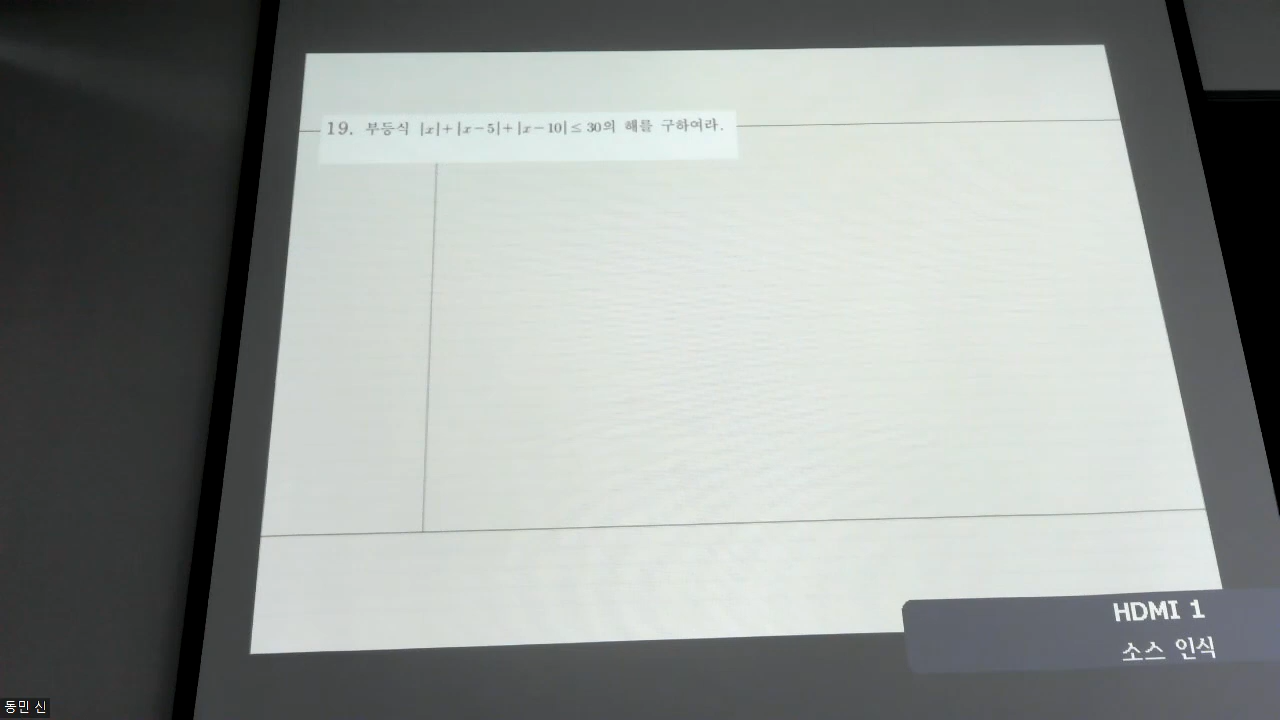 19. 부등식 |x|+|x-5|+|x-10| ≤ 30의 해를 구하여라.
HDMI 1
소스 인식
동민 신